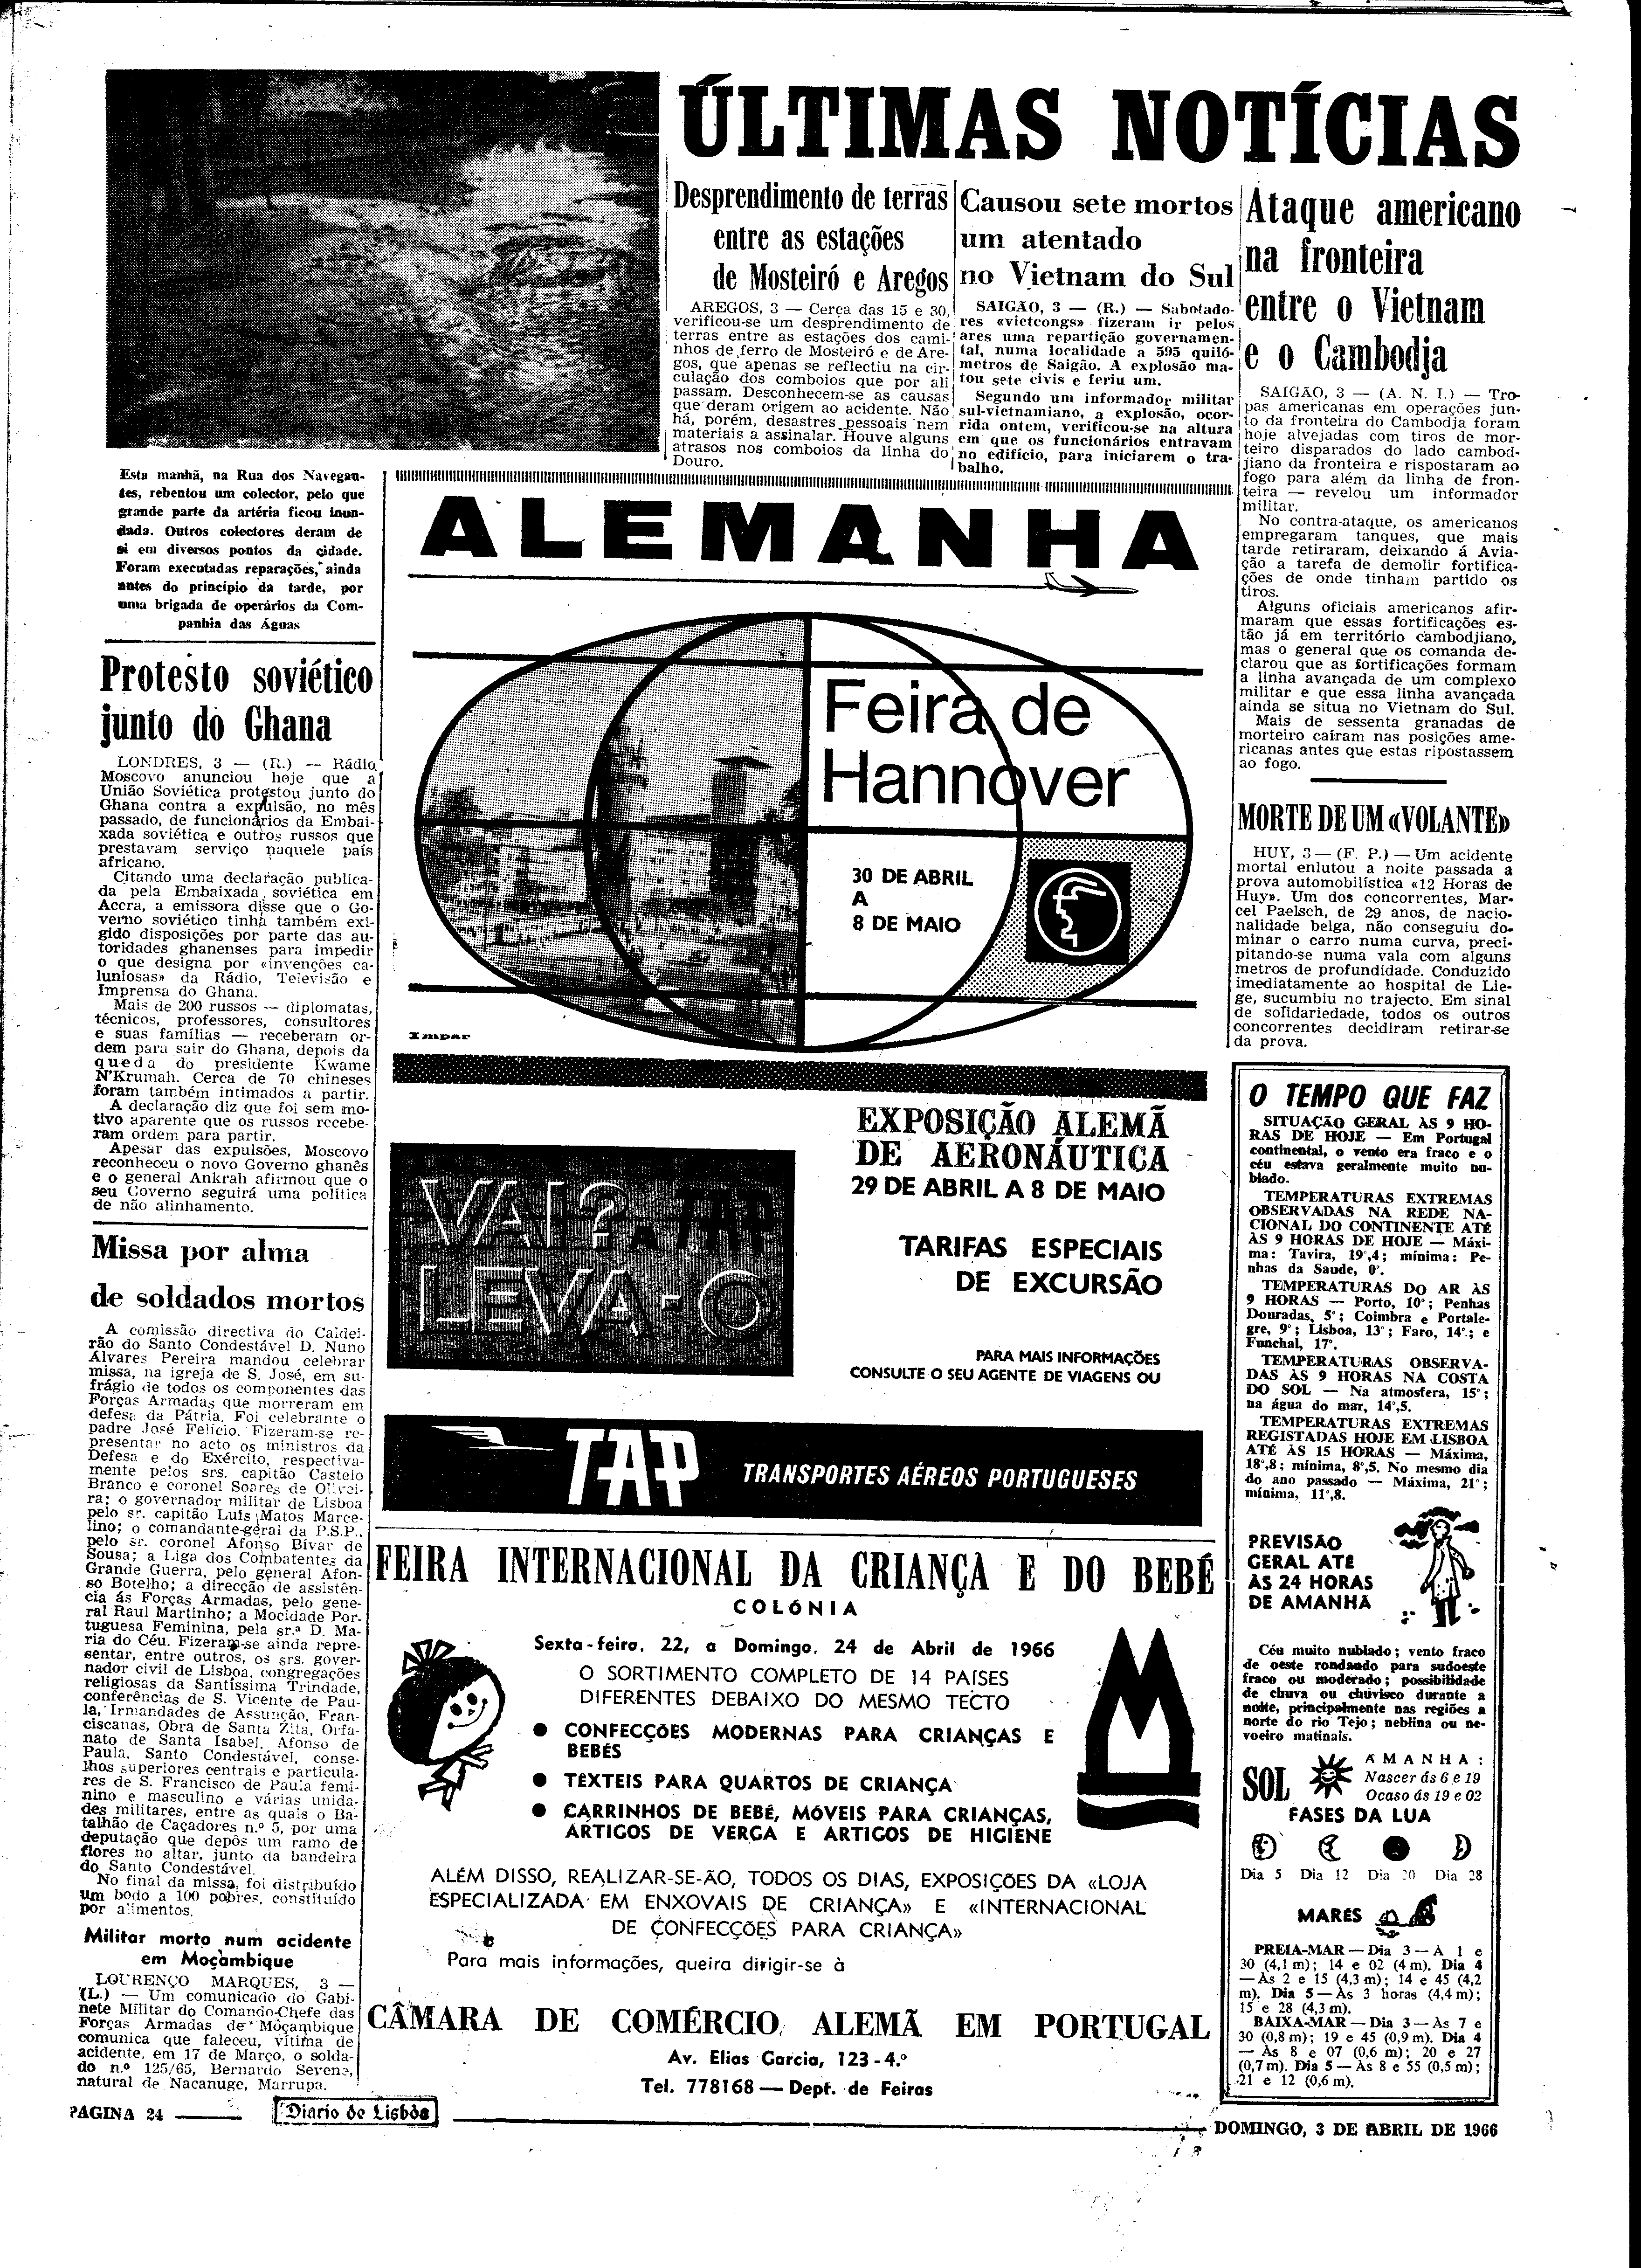 ÚLTIMAS NOTÍCIAS
Esta manhã, na Rua dos Navegan-
tes, rebentou um colector, pelo que
grande parte da artéria ficou inun-
dada. Outros colectores deram de
si em diversos pontos da cidade.
Foram executadas reparações, ainda
antes do princípio da tarde, por
uma brigada de operários da Com-
panhia das Águas
Protesto soviético
junto do Ghana
LONDRES, 3 — (R.) — Rádio
Moscovo anunciou hoje que a
União Soviética protestou junto do
Ghana contra a expulsão, no mês
passado, de funcionários da Embai-
xada soviética e outros russos que
prestavam serviço naquele país
africano.
Citando uma declaração publica-
da pela Embaixada soviética em
Accra, a emissora disse que o Go-
verno soviético tinha também exi-
gido disposições por parte das au-
toridades ghanenses para impedir
o que designa por «invenções ca-
luniosas» da Rádio, Televisão e
Imprensa do Ghana.
Mais de 200 russos — diplomatas,
técnicos, professores, consultores
e suas famílias — receberam or-
dem para sair do Ghana, depois da
queda do presidente Kwame
N'Krumah. Cerca de 70 chineses
foram também intimados a partir.
A declaração diz que foi sem mo-
tivo aparente que os russos recebe-
ram ordem para partir.
Apesar das expulsões, Moscovo
reconheceu o novo Governo ghanês
e o general Ankrah afirmou que o
seu Governo seguirá uma política
de não alinhamento.
Missa por alma
de soldados mortos
A comissão directiva do Caldei-
rão do Santo Condestável D. Nuno
Álvares Pereira mandou celebrar
missa, na igreja de S. José, em su-
frágio de todos os componentes das
Forças Armadas que morreram em
defesa da Pátria. Foi celebrante o
padre José Felício. Fizeram-se re-
presentar no acto os ministros da
Defesa e do Exército, respectiva-
mente pelos srs. capitão Castelo
Branco e coronel Soares de Olivei-
ra; o governador militar de Lisboa
pelo sr. capitão Luís Matos Marce-
lino; o comandante-geral da P.S.P.,
pelo sr. coronel Afonso Bívar de
Sousa; a Liga dos Combatentes da
Grande Guerra, pelo general Afon-
so Botelho; a direcção de assistên-
cia ás Forças Armadas, pelo gene-
ral Raul Martinho; a Mocidade Por-
tuguesa Feminina, pela sr.ª D. Ma-
ria do Céu. Fizeram-se ainda repre-
sentar, entre outros, os srs. gover-
nador civil de Lisboa, congregações
religiosas da Santíssima Trindade,
conferências de S. Vicente de Pau-
la, Irmandades de Assunção, Fran-
ciscanas, Obra de Santa Zita, Orfa-
nato de Santa Isabel, Afonso de
Paula, Santo Condestável, conse-
lhos superiores centrais e particula-
res de S. Francisco de Paula femi-
nino e masculino e várias unida-
des militares, entre as quais o Ba-
talhão de Caçadores n.º 5, por uma
deputação que depôs um ramo de
flores no altar, junto da bandeira
do Santo Condestável.
No final da missa, foi distribuído
um bodo a 100 pobres, constituído
por alimentos.
Militar morto num acidente
em Moçambique
LOURENÇO MARQUES, 3 —
(L.) — Um comunicado do Gabi-
nete Militar do Comando-Chefe das
Forças Armadas de Moçambique
comunica que faleceu, vítima de
acidente, em 17 de Março, o solda-
do n.º 125/65, Bernardo Sevene,
natural de Nacanuge, Marrupa.
Desprendimento de terras
entre as estações
de Mosteiró e Aregos
AREGOS, 3 — Cerça das 15 e 30,
verificou-se um desprendimento de
terras entre as estações dos cami-
nhos de ferro de Mosteiró e de Are-
gos, que apenas se reflectiu na cir-
culação dos comboios que por ali
passam. Desconhecem-se as causas
que deram origem ao acidente. Não
há, porém, desastres pessoais nem
materiais a assinalar. Houve alguns
atrasos nos comboios da linha do
Douro.
Causou sete mortos
um atentado
no Vietnam do Sul
SAIGÃO, 3 — (R.) — Sabotado-
res «vietcongs» fizeram ir pelos
ares uma repartição governamen-
tal, numa localidade a 595 quiló-
metros de Saigão. A explosão ma-
tou sete civis e feriu um.
Segundo um informador militar
sul-vietnamiano, a explosão, ocor-
rida ontem, verificou-se na altura
em que os funcionários entravam
no edifício, para iniciarem o tra-
balho.
Ataque americano
na fronteira
entre o Vietnam
e o Cambodja
SAIGÃO, 3 — (A. N. I.) — Tro-
pas americanas em operações jun-
to da fronteira do Cambodja foram
hoje alvejadas com tiros de mor-
teiro disparados do lado cambod-
jiano da fronteira e rispostaram ao
fogo para além da linha de fron-
teira — revelou um informador
militar.
No contra-ataque, os americanos
empregaram tanques, que mais
tarde retiraram, deixando á Avia-
ção a tarefa de demolir fortifica-
ções de onde tinham partido os
tiros.
Alguns oficiais americanos afir-
maram que essas fortificações es-
tão já em território cambodjiano,
mas o general que os comanda de-
clarou que as fortificações formam
a linha avançada de um complexo
militar e que essa linha avançada
ainda se situa no Vietnam do Sul.
Mais de sessenta granadas de
morteiro caíram nas posições ame-
ricanas antes que estas ripostassem
ao fogo.
MORTE DE UM «VOLANTE»
HUY, 3 — (F. P.) — Um acidente
mortal enlutou a noite passada a
prova automobilística «12 Horas de
Huy». Um dos concorrentes, Mar-
cel Paelsch, de 29 anos, de nacio-
nalidade belga, não conseguiu do-
minar o carro numa curva, preci-
pitando-se numa vala com alguns
metros de profundidade. Conduzido
imediatamente ao hospital de Lie-
ge, sucumbiu no trajecto. Em sinal
de solidariedade, todos os outros
concorrentes decidiram retirar-se
da prova.
ALEMANHA
Feira de
Hannover
30 DE ABRIL
A
8 DE MAIO
Impar
EXPOSIÇÃO ALEMÃ
DE AERONÁUTICA
29 DE ABRIL A 8 DE MAIO
VAI? A TAP
LEVA-O
TARIFAS ESPECIAIS
DE EXCURSÃO
PARA MAIS INFORMAÇÕES
CONSULTE O SEU AGENTE DE VIAGENS OU
TAP TRANSPORTES AÉREOS PORTUGUESES
FEIRA INTERNACIONAL DA CRIANÇA E DO BEBÉ
COLÓNIA
Sexta-feira, 22, a Domingo, 24 de Abril de 1966
O SORTIMENTO COMPLETO DE 14 PAÍSES
DIFERENTES DEBAIXO DO MESMO TECTO
● CONFECÇÕES MODERNAS PARA CRIANÇAS E
BEBÉS
● TÊXTEIS PARA QUARTOS DE CRIANÇA
● CARRINHOS DE BEBÉ, MÓVEIS PARA CRIANÇAS,
ARTIGOS DE VERGA E ARTIGOS DE HIGIENE
ALÉM DISSO, REALIZAR-SE-ÃO, TODOS OS DIAS, EXPOSIÇÕES DA «LOJA
ESPECIALIZADA EM ENXOVAIS DE CRIANÇA» E «INTERNACIONAL
DE CONFECÇÕES PARA CRIANÇA»
Para mais informações, queira dirigir-se à
CÂMARA DE COMÉRCIO ALEMÃ EM PORTUGAL
Av. Elias Garcia, 123-4.º
Tel. 778168 — Dept. de Feiras
O TEMPO QUE FAZ
SITUAÇÃO GERAL ÀS 9 HO-
RAS DE HOJE — Em Portugal
continental, o vento era fraco e o
céu estava geralmente muito nu-
blado.
TEMPERATURAS EXTREMAS
OBSERVADAS NA REDE NA-
CIONAL DO CONTINENTE ATÉ
ÀS 9 HORAS DE HOJE — Máxi-
ma: Tavira, 19°,4; mínima: Pe-
nhas da Saude, 0°.
TEMPERATURAS DO AR ÀS
9 HORAS — Porto, 10°; Penhas
Douradas, 5°; Coimbra e Portale-
gre, 9°; Lisboa, 13°; Faro, 14°; e
Funchal, 17°.
TEMPERATURAS OBSERVA-
DAS ÀS 9 HORAS NA COSTA
DO SOL — Na atmosfera, 15°;
na água do mar, 14°,5.
TEMPERATURAS EXTREMAS
REGISTADAS HOJE EM LISBOA
ATÉ ÀS 15 HORAS — Máxima,
18°,8; mínima, 8°,5. No mesmo dia
do ano passado — Máxima, 21°;
mínima, 11°,8.
PREVISÃO
GERAL ATÉ
ÀS 24 HORAS
DE AMANHÃ
Céu muito nublado; vento fraco
de oeste rondando para sudoeste
fraco ou moderado; possibilidade
de chuva ou chuvisco durante a
noite, principalmente nas regiões a
norte do rio Tejo; neblina ou ne-
voeiro matinais.
SOL
AMANHÃ:
Nascer ás 6 e 19
Ocaso ás 19 e 02
FASES DA LUA
Dia 5 Dia 12 Dia 20 Dia 28
MARÉS
PREIA-MAR — Dia 3 — À 1 e
30 (4,1 m); 14 e 02 (4 m). Dia 4
— Às 2 e 15 (4,3 m); 14 e 45 (4,2
m). Dia 5 — Às 3 horas (4,4 m);
15 e 28 (4,3 m).
BAIXA-MAR — Dia 3 — Às 7 e
30 (0,8 m); 19 e 45 (0,9 m). Dia 4
— Às 8 e 07 (0,6 m); 20 e 27
(0,7 m). Dia 5 — Às 8 e 55 (0,5 m);
21 e 12 (0,6 m).
PÁGINA 24
Diario de Lisbôa
DOMINGO, 3 DE ABRIL DE 1966